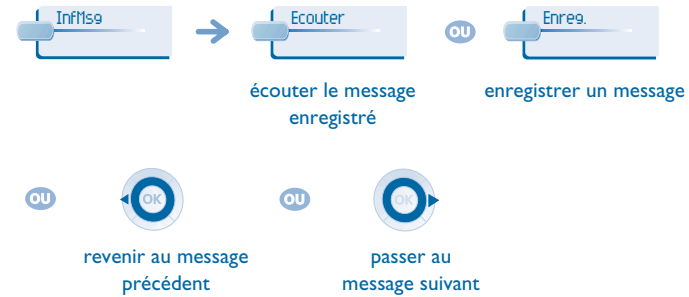 InfMsg
Ecouter
OU
Enreg.
écouter le message
enregistré
enregistrer un message
OU
OK
OU
OK
revenir au message
précédent
passer au
message suivant